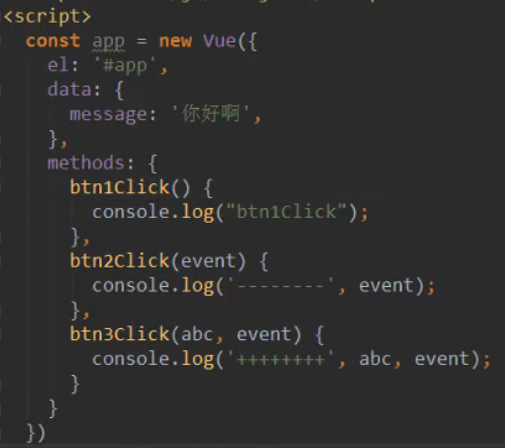 <script>
const app = new Vue({
el: '#app',
data: {
message: '你好啊',
},
methods: {
btn1Click() {
console.log("btn1Click");
},
btn2Click(event) {
console.log('--------', event);
},
btn3Click(abc, event) {
console.log('++++++++', abc, event);
}
}
})